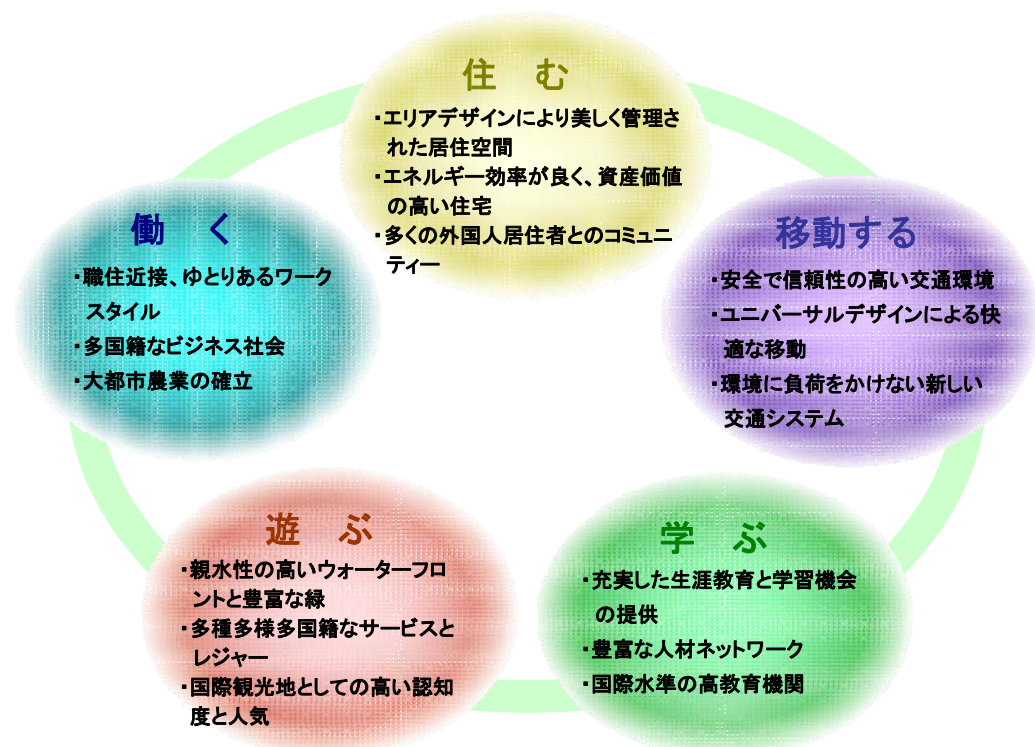 住　む
・エリアデザインにより美しく管理さ
れた居住空間
・エネルギー効率が良く、資産価値
の高い住宅
・多くの外国人居住者とのコミュニ
ティー
働　く
・職住近接、ゆとりあるワーク
スタイル
・多国籍なビジネス社会
・大都市農業の確立
移動する
・安全で信頼性の高い交通環境
・ユニバーサルデザインによる快
適な移動
・環境に負荷をかけない新しい
交通システム
遊　ぶ
・親水性の高いウォーターフロ
ントと豊富な緑
・多種多様多国籍なサービスと
レジャー
・国際観光地としての高い認知
度と人気
学　ぶ
・充実した生涯教育と学習機会
の提供
・豊富な人材ネットワーク
・国際水準の高教育機関